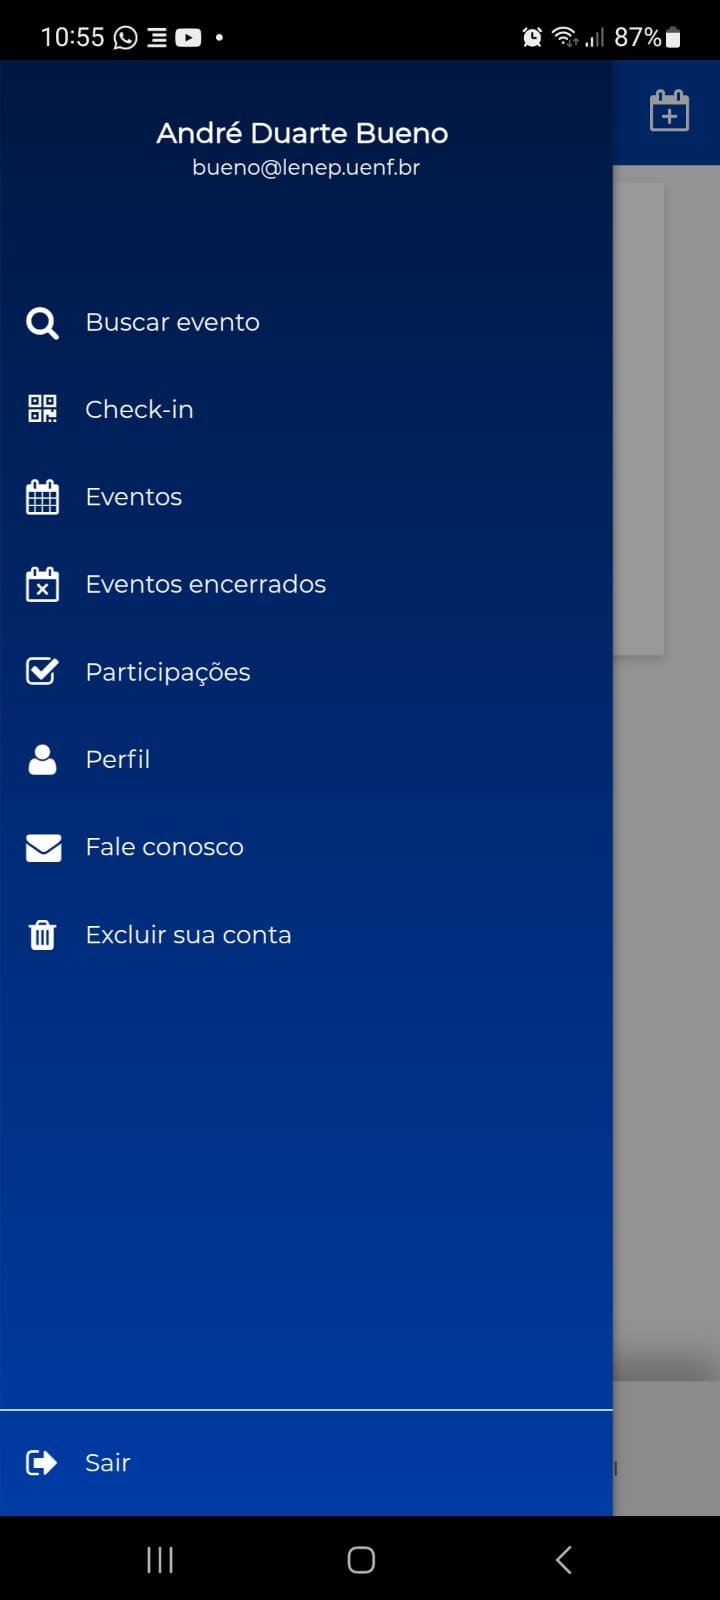 10:55
87%
André Duarte Bueno
bueno@lenep.uenf.br
Buscar evento
Check-in
Eventos
Eventos encerrados
Participações
Perfil
Fale conosco
Excluir sua conta
Sair